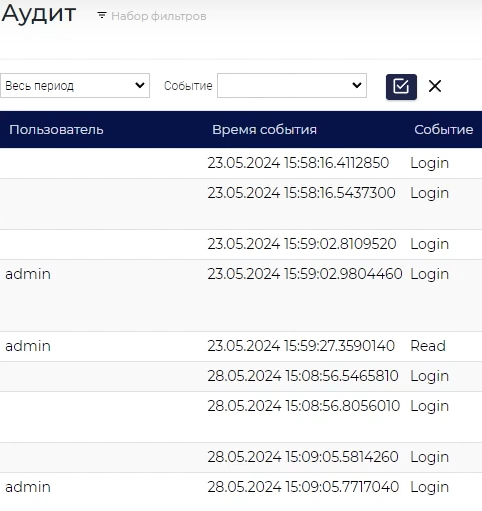 Аудит Набор фильтров
Весь период Событие
Пользователь Время события Событие
23.05.2024 15:58:16.4112850 Login
23.05.2024 15:58:16.5437300 Login
23.05.2024 15:59:02.8109520 Login
admin 23.05.2024 15:59:02.9804460 Login
admin 23.05.2024 15:59:27.3590140 Read
28.05.2024 15:08:56.5465810 Login
28.05.2024 15:08:56.8056010 Login
28.05.2024 15:09:05.5814260 Login
admin 28.05.2024 15:09:05.7717040 Login